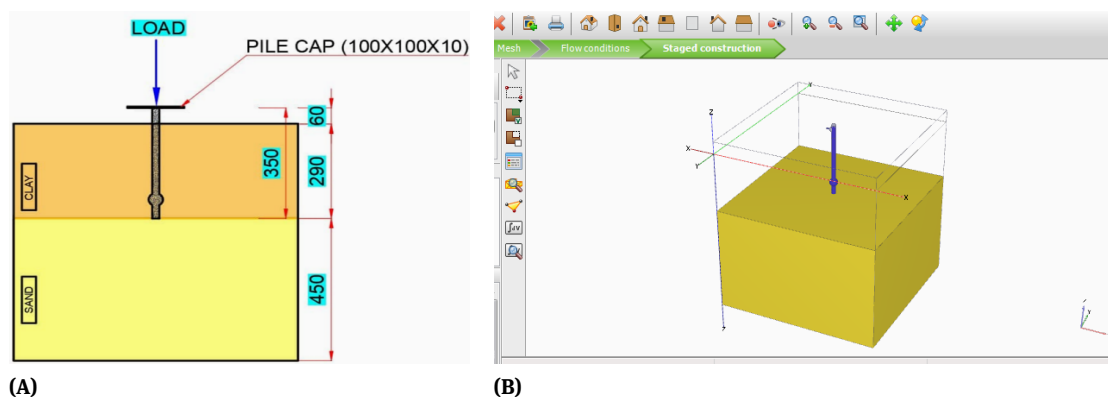 LOAD
PILE CAP (100X100X10)
60
350
290
CLAY
450
SAND
(A)
Mesh
Flow conditions
Staged construction
Z
Y
X
Y
X
X
(B)